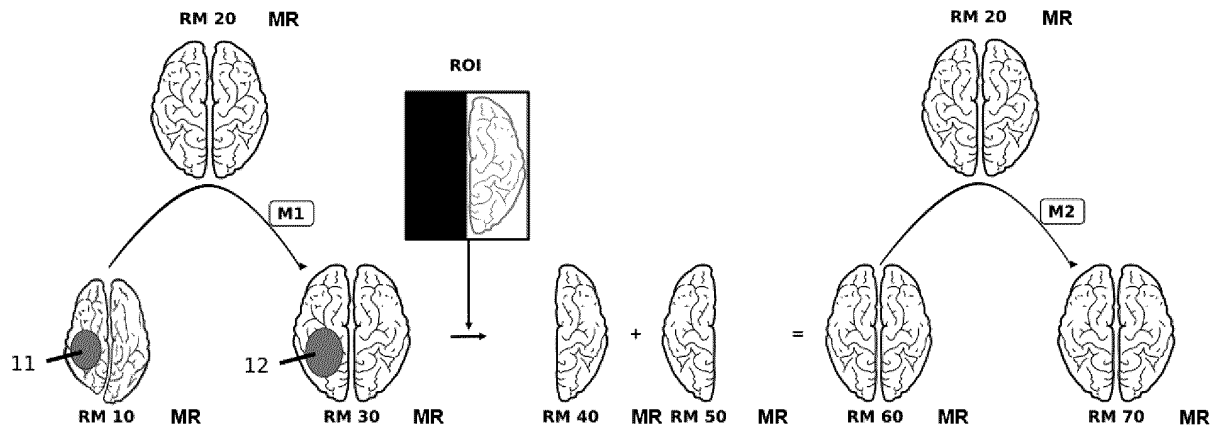 RM 20 MR
RM 20 MR
ROI
M1
M2
11
12
+
=
RM 10 MR
RM 30 MR
RM 40 MR
RM 50 MR
RM 60 MR
RM 70 MR